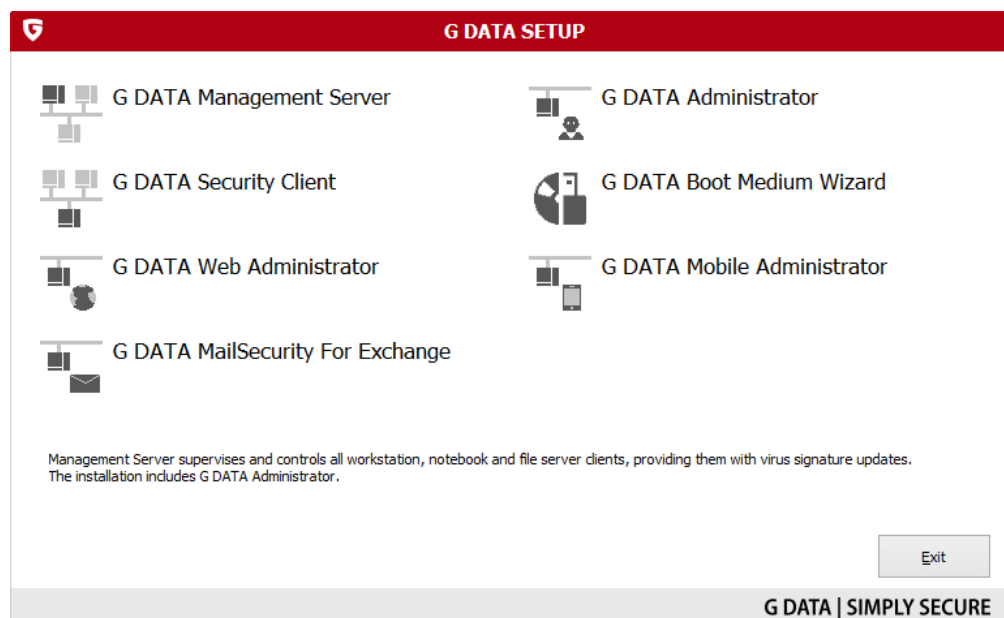 G DATA SETUP
G DATA Management Server
G DATA Administrator
G DATA Security Client
G DATA Boot Medium Wizard
G DATA Web Administrator
G DATA Mobile Administrator
G DATA MailSecurity For Exchange
Management Server supervises and controls all workstation, notebook and file server clients, providing them with virus signature updates.
The installation includes G DATA Administrator.
Exit
G DATA | SIMPLY SECURE